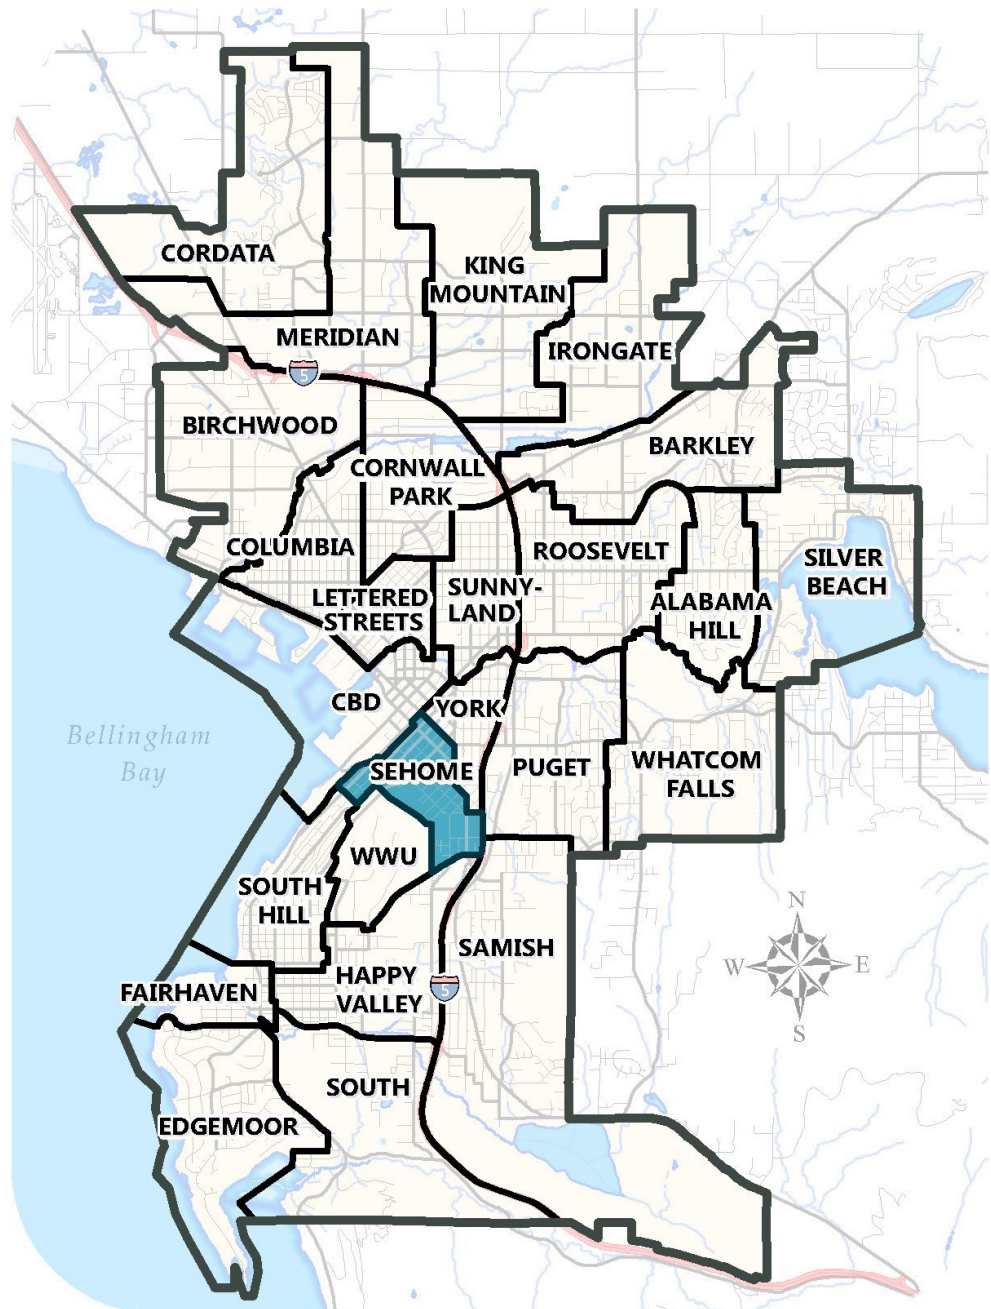 CORDATA
KING
MOUNTAIN
MERIDIAN
IRONGATE
5
BIRCHWOOD
BARKLEY
CORNWALL
PARK
COLUMBIA
ROOSEVELT
SILVER
BEACH
SUNNY-
LAND
LETTERED
STREETS
ALABAMA
HILL
CBD
YORK
Bellingham
Bay
SEHOME
PUGET
WHATCOM
FALLS
WWU
SOUTH
HILL
N
W
E
S
SAMISH
HAPPY
VALLEY
5
FAIRHAVEN
SOUTH
EDGEMOOR